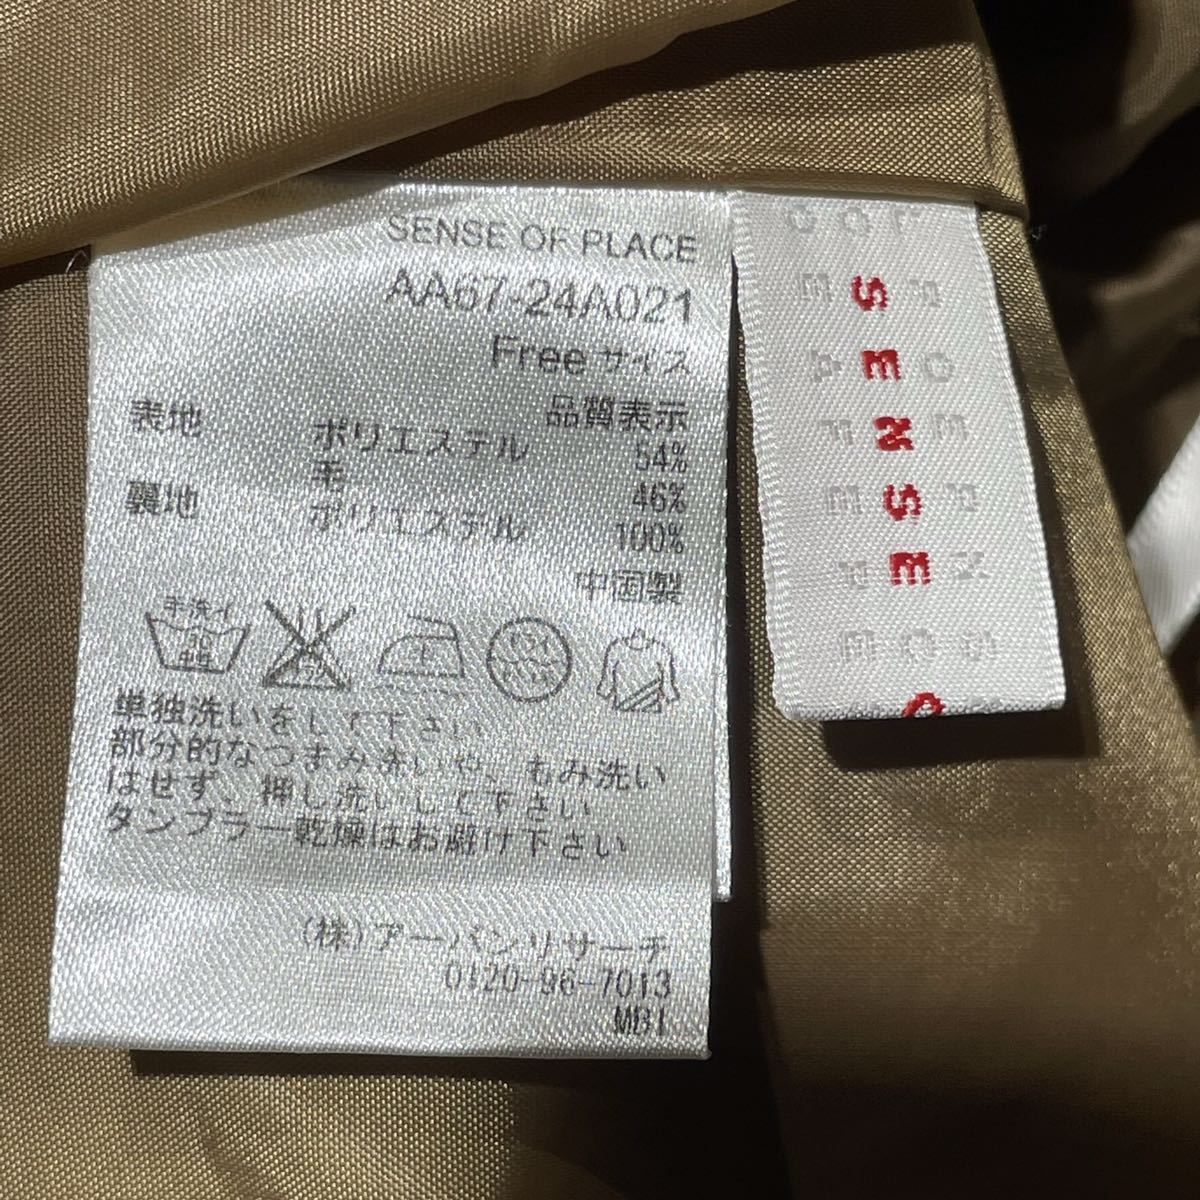 SENSE OF PLACE
AA67-24A021
Free サイズ
品質表示
表地 ポリエステル 54%
毛 46%
裏地 ポリエステル 100%
中国製
手洗イ
単独洗いをして下さい
部分的なつまみ洗いや、もみ洗い
はせず、押し洗いして下さい
タンブラー乾燥はお避け下さい
(株)アーバンリサーチ
0120-96-7013
MB1
SENSE